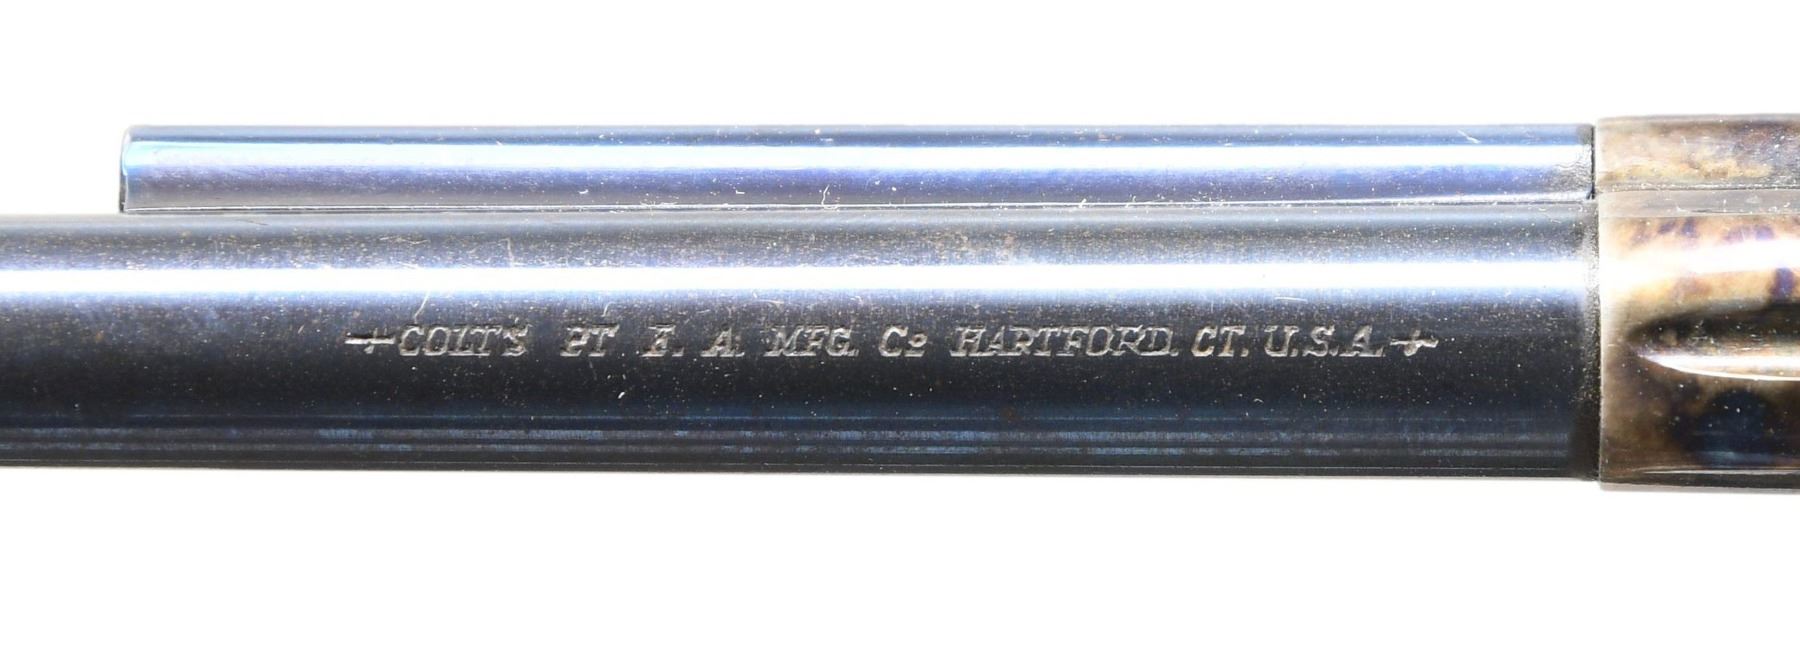 COLT'S PT F. A. MFG. Co HARTFORD. CT. U.S.A.